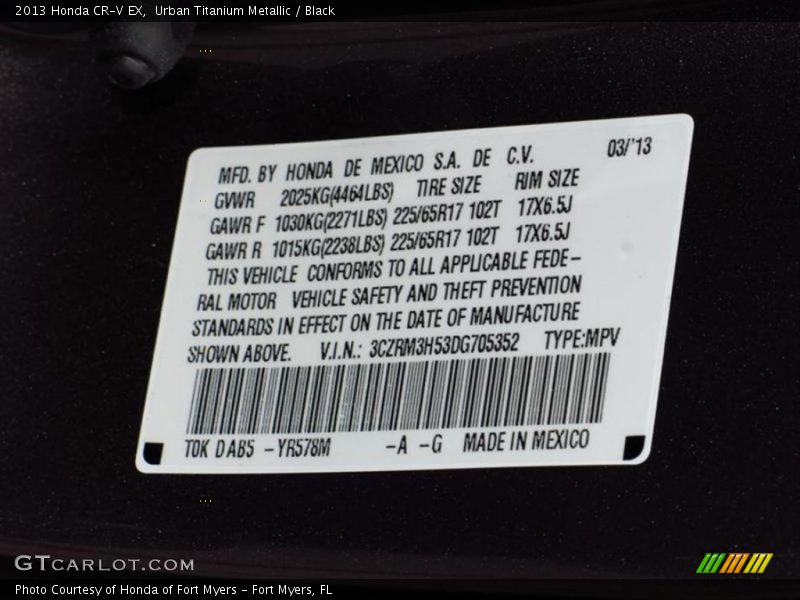 2013 Honda CR-V EX, Urban Titanium Metallic / Black
MFD. BY HONDA DE MEXICO S.A. DE C.V. 03/'13
GVWR 2025KG(4464LBS) TIRE SIZE RIM SIZE
GAWR F 1030KG(2271LBS) 225/65R17 102T 17X6.5J
GAWR R 1015KG(2238LBS) 225/65R17 102T 17X6.5J
THIS VEHICLE CONFORMS TO ALL APPLICABLE FEDE-
RAL MOTOR VEHICLE SAFETY AND THEFT PREVENTION
STANDARDS IN EFFECT ON THE DATE OF MANUFACTURE
SHOWN ABOVE. V.I.N.: 3CZRM3H53DG705352 TYPE:MPV
TOK DAB5 -YR578M -A -G MADE IN MEXICO
GTCARLOT.COM
Photo Courtesy of Honda of Fort Myers - Fort Myers, FL